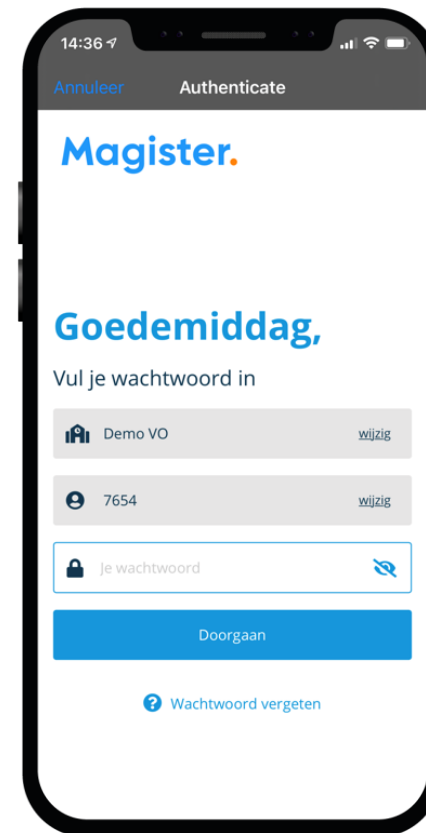 14:36
Annuleer Authenticate
Magister.
Goedemiddag,
Vul je wachtwoord in
Demo VO wijzig
7654 wijzig
Je wachtwoord
Doorgaan
Wachtwoord vergeten